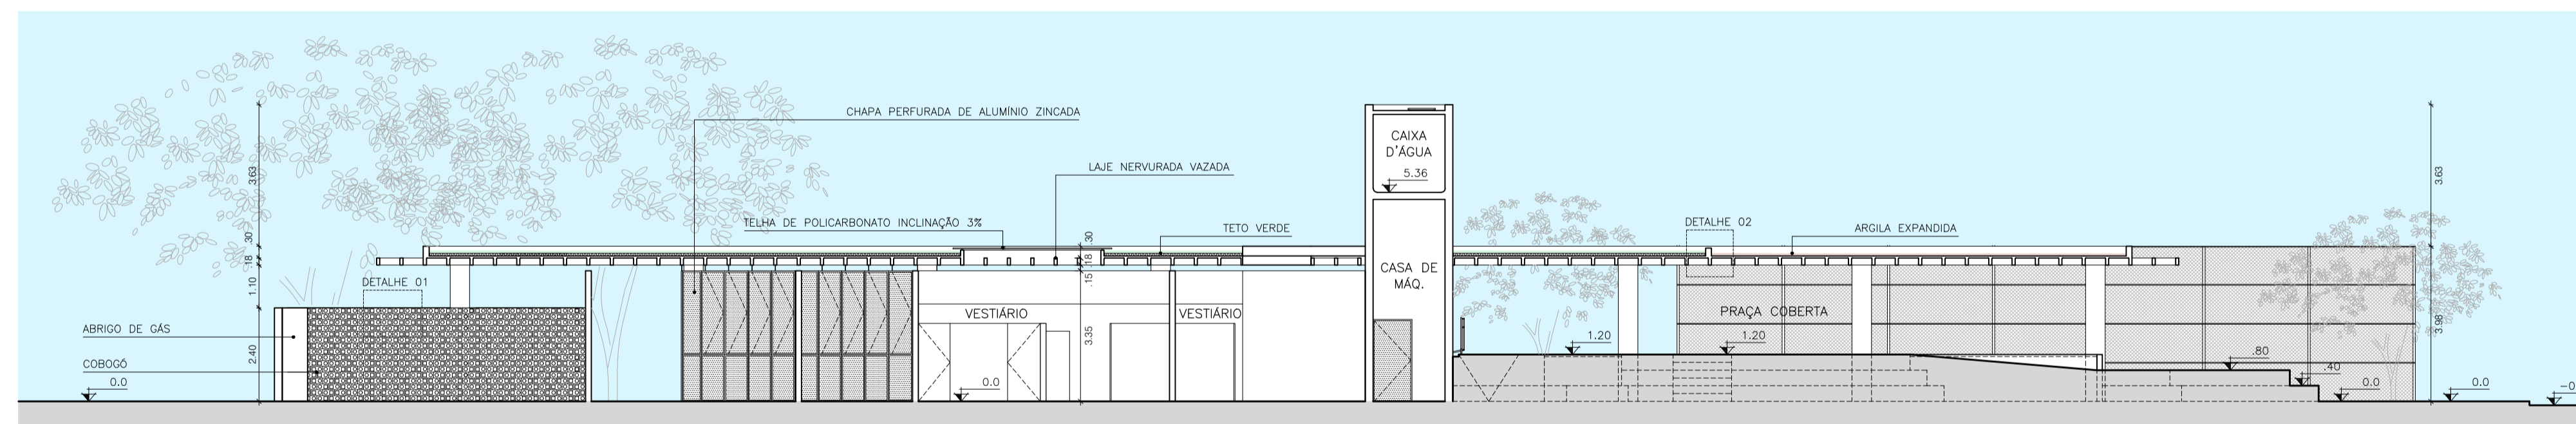 CHAPA PERFURADA DE ALUMÍNIO ZINCADA
LAJE NERVURADA VAZADA
TELHA DE POLICARBONATO INCLINAÇÃO 3%
TETO VERDE
CAIXA
D'ÁGUA
5.36
DETALHE 02
ARGILA EXPANDIDA
3.63
.30
.18
1.10
2.40
DETALHE 01
ABRIGO DE GÁS
COBOGÓ
0.0
.30
.18
.15
3.35
VESTIÁRIO
VESTIÁRIO
0.0
CASA DE
MÁQ.
1.20
PRAÇA COBERTA
1.20
.80
.40
0.0
0.0
3.63
3.98